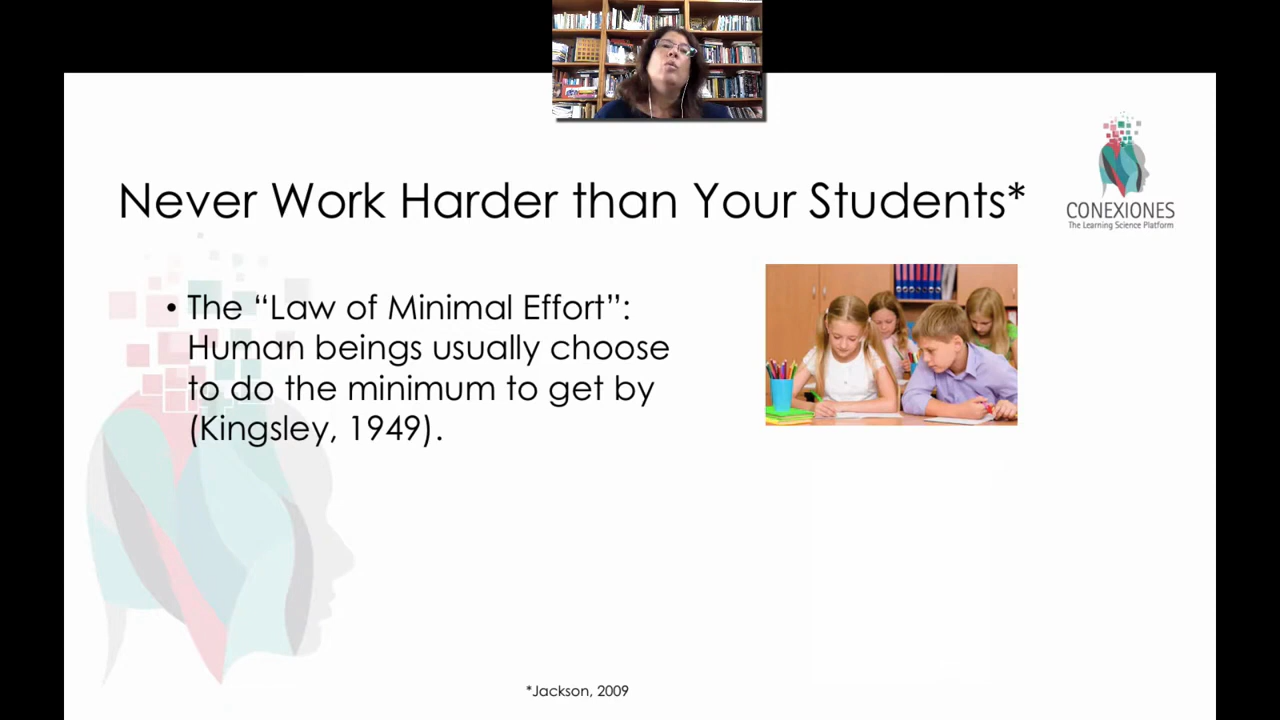 Never Work Harder than Your Students*
CONEXIONES
The Learning Science Platform
• The “Law of Minimal Effort”:
Human beings usually choose
to do the minimum to get by
(Kingsley, 1949).
*Jackson, 2009